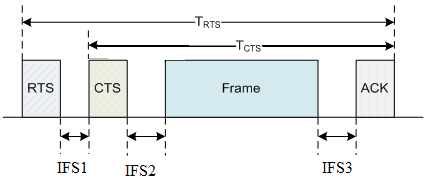 TRTS
TCTS
RTS
CTS
Frame
ACK
IFS1
IFS2
IFS3